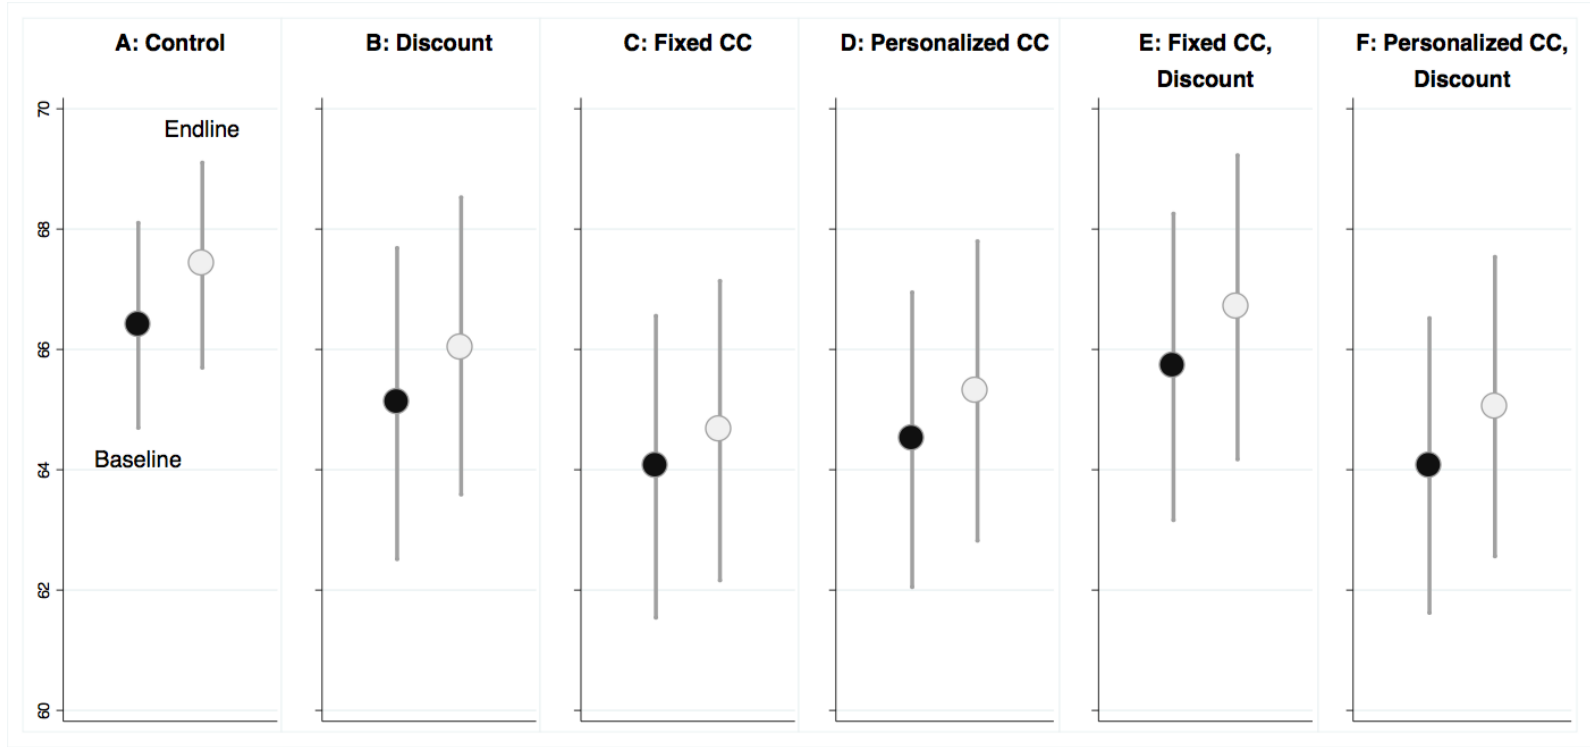 A: Control
B: Discount
C: Fixed CC
D: Personalized CC
E: Fixed CC,
Discount
F: Personalized CC,
Discount
70
68
66
64
62
60
Endline
Baseline